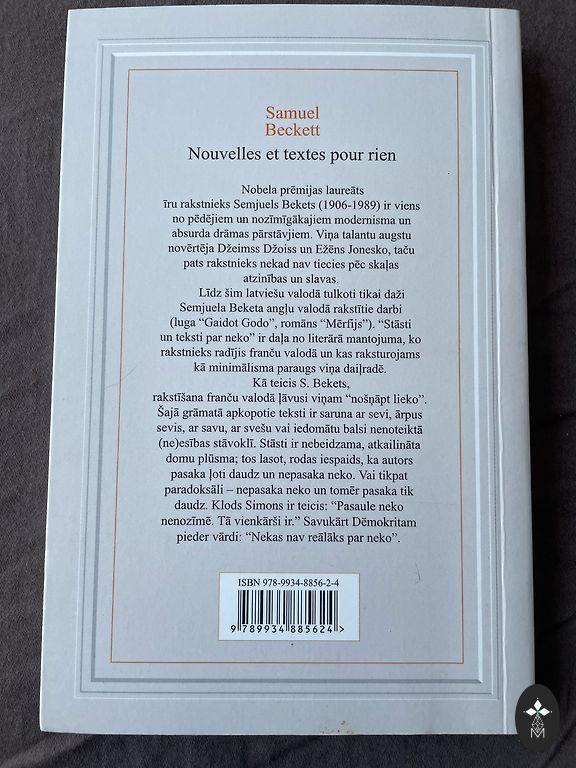 Samuel
Beckett
Nouvelles et textes pour rien
Nobela prēmijas laureāts
īru rakstnieks Semjuels Bekets (1906-1989) ir viens
no pēdējiem un nozīmīgākajiem modernisma un
absurda drāmas pārstāvjiem. Viņa talantu augstu
novērtēja Džeimss Džoiss un Ežēns Jonesko, taču
pats rakstnieks nekad nav tiecies pēc skaļas
atzinības un slavas.
Līdz šim latviešu valodā tulkoti tikai daži
Semjuela Beketa angļu valodā rakstītie darbi
(luga “Gaidot Godo”, romāns “Mērfijs”). “Stāsti
un teksti par neko” ir daļa no literārā mantojuma, ko
rakstnieks radījis franču valodā un kas raksturojams
kā minimālisma paraugs viņa daiļradē.
Kā teicis S. Bekets,
rakstīšana franču valodā ļāvusi viņam “nošņāpt lieko”.
Šajā grāmatā apkopotie teksti ir saruna ar sevi, ārpus
sevis, ar savu, ar svešu vai iedomātu balsi nenoteiktā
(ne)esības stāvoklī. Stāsti ir nebeidzama, atkailināta
domu plūsma; tos lasot, rodas iespaids, ka autors
pasaka ļoti daudz un nepasaka neko. Vai tikpat
paradoksāli – nepasaka neko un tomēr pasaka tik
daudz. Klods Simons ir teicis: “Pasaule neko
nenozīmē. Tā vienkārši ir.” Savukārt Dēmokritam
pieder vārdi: “Nekas nav reālāks par neko”.
ISBN 978-9934-8856-2-4
9 789934 885624 >